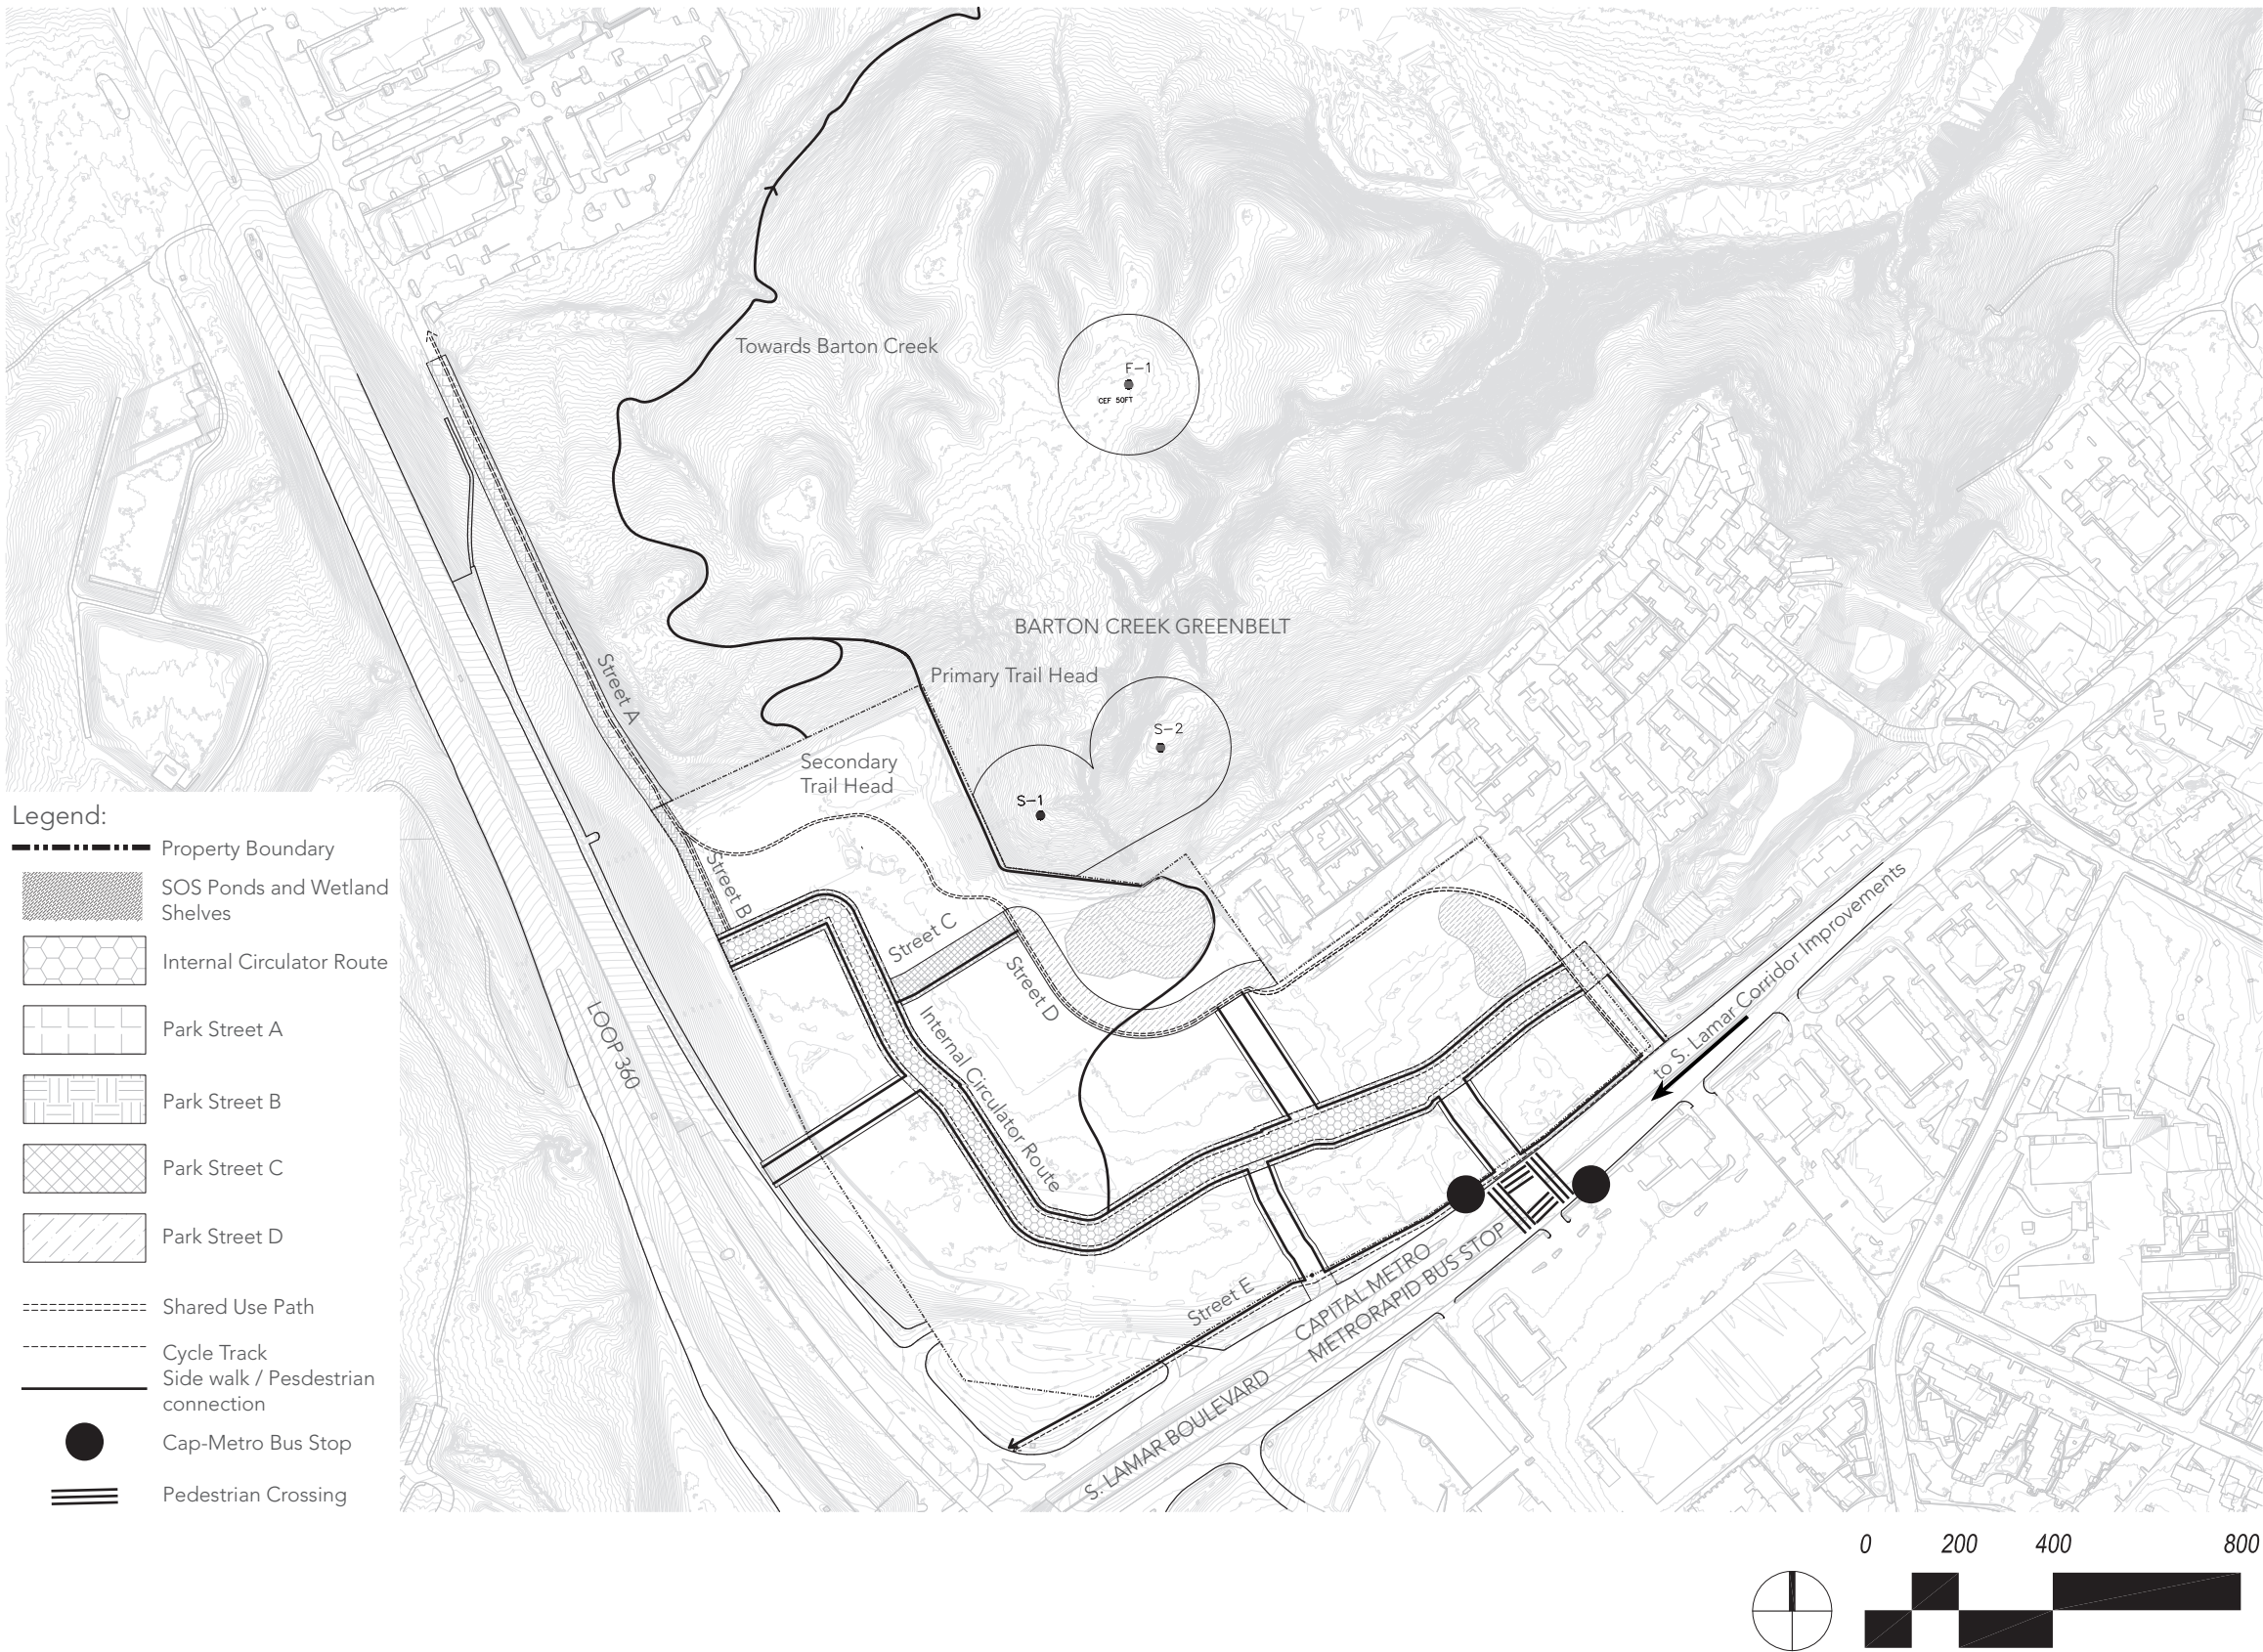 Towards Barton Creek
F-1
CEF 50FT
BARTON CREEK GREENBELT
Street A
Primary Trail Head
S-2
Secondary
Trail Head
S-1
Street B
Street C
Street D
Internal Circulator Route
LOOP 360
to S. Lamar Corridor Improvements
Street E
CAPITAL METRO
METRORAPID BUS STOP
S. LAMAR BOULEVARD
Legend:
Property Boundary
SOS Ponds and Wetland
Shelves
Internal Circulator Route
Park Street A
Park Street B
Park Street C
Park Street D
Shared Use Path
Cycle Track
Side walk / Pesdestrian
connection
Cap-Metro Bus Stop
Pedestrian Crossing
0 200 400 800